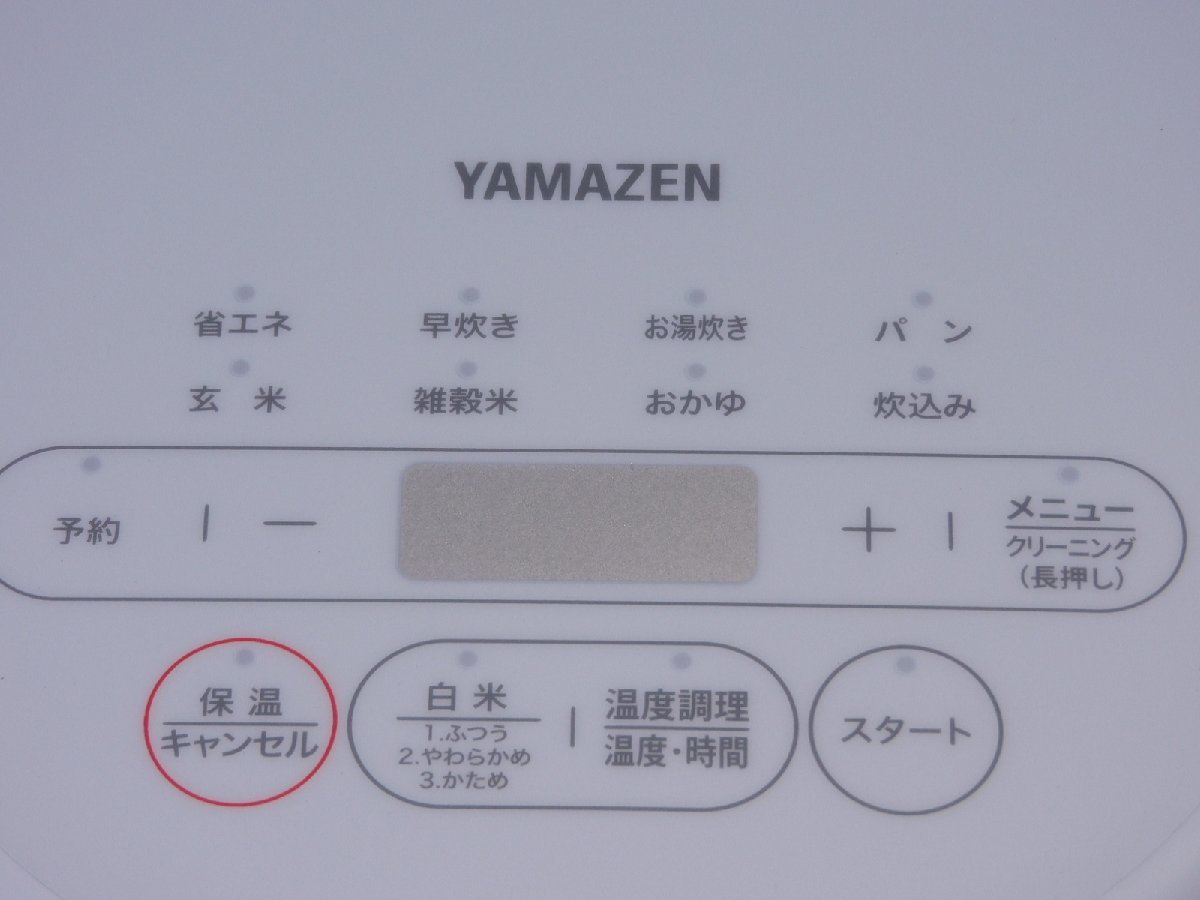 YAMAZEN
省エネ 早炊き お湯炊き パン
玄米 雑穀米 おかゆ 炊込み
予約 | － ＋ | メニュー
クリーニング
(長押し)
保温
キャンセル
白米
1.ふつう
2.やわらかめ
3.かため
温度調理
温度・時間
スタート